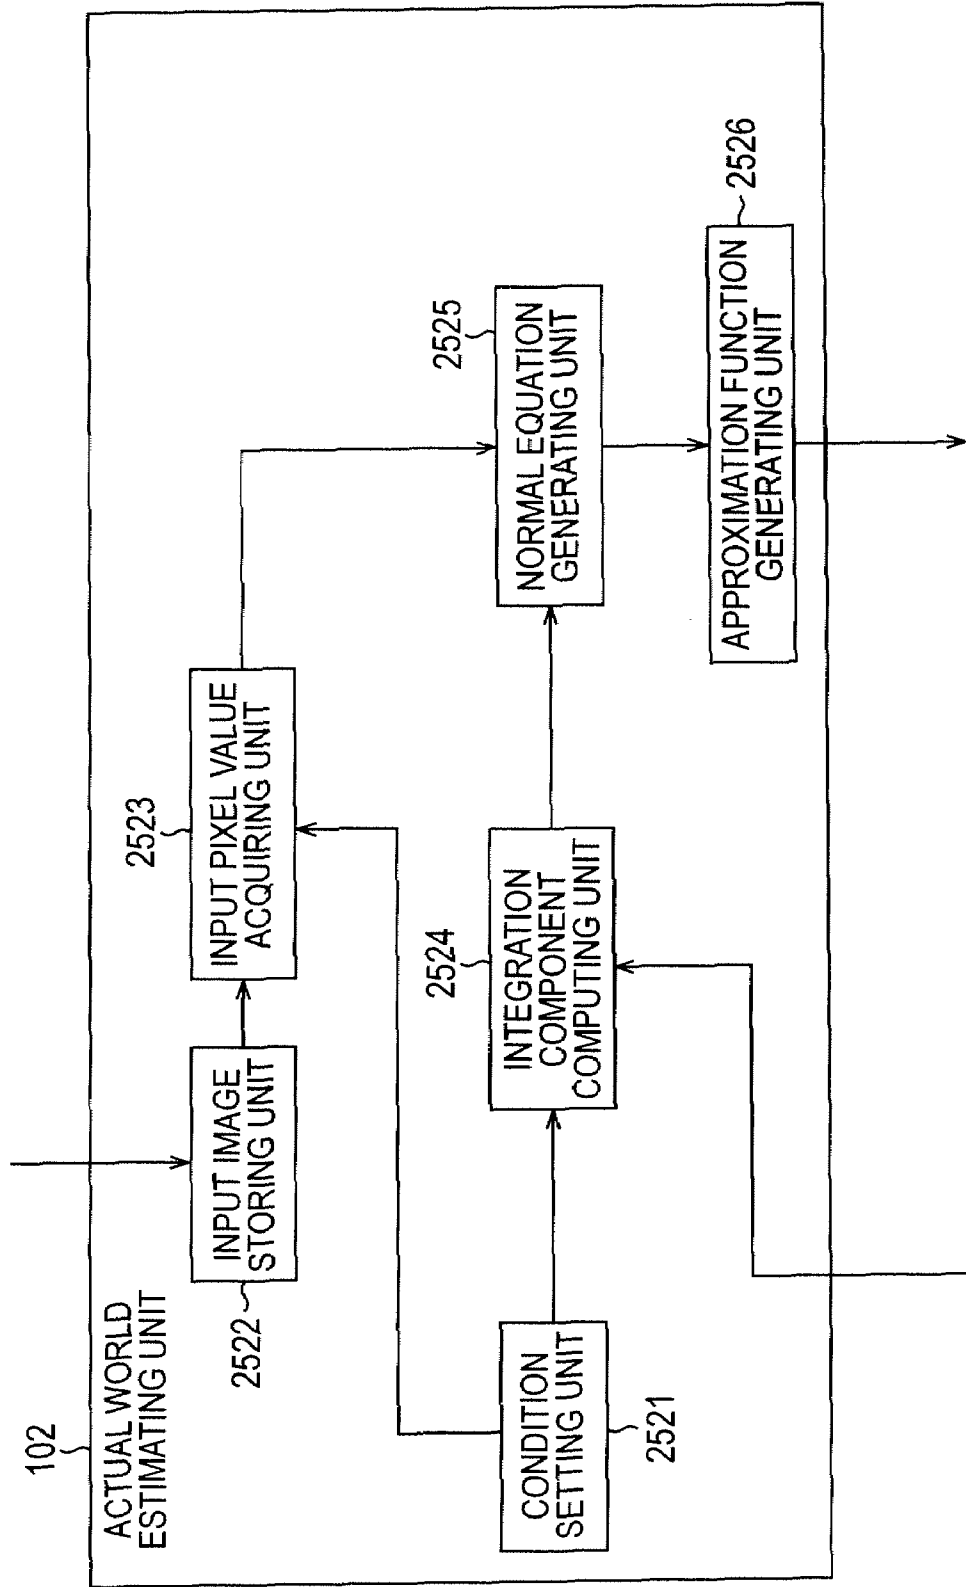 102
ACTUAL WORLD
ESTIMATING UNIT
2522
INPUT IMAGE
STORING UNIT
2523
INPUT PIXEL VALUE
ACQUIRING UNIT
CONDITION
SETTING UNIT
2521
2524
INTEGRATION
COMPONENT
COMPUTING UNIT
2525
NORMAL EQUATION
GENERATING UNIT
APPROXIMATION FUNCTION
GENERATING UNIT
2526